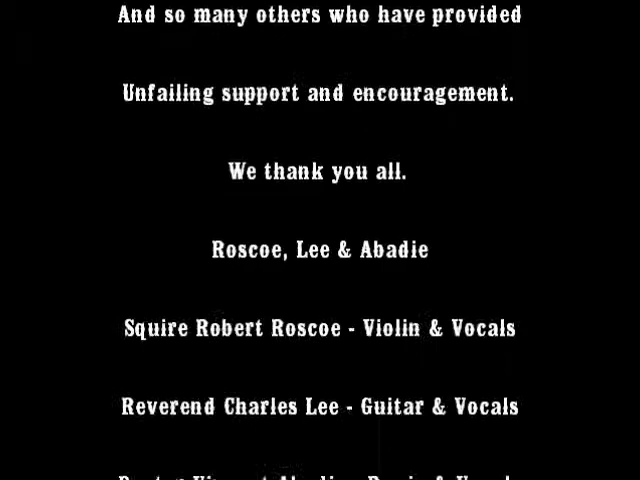 And so many others who have provided
Unfailing support and encouragement.
We thank you all.
Roscoe, Lee & Abadie
Squire Robert Roscoe - Violin & Vocals
Reverend Charles Lee - Guitar & Vocals